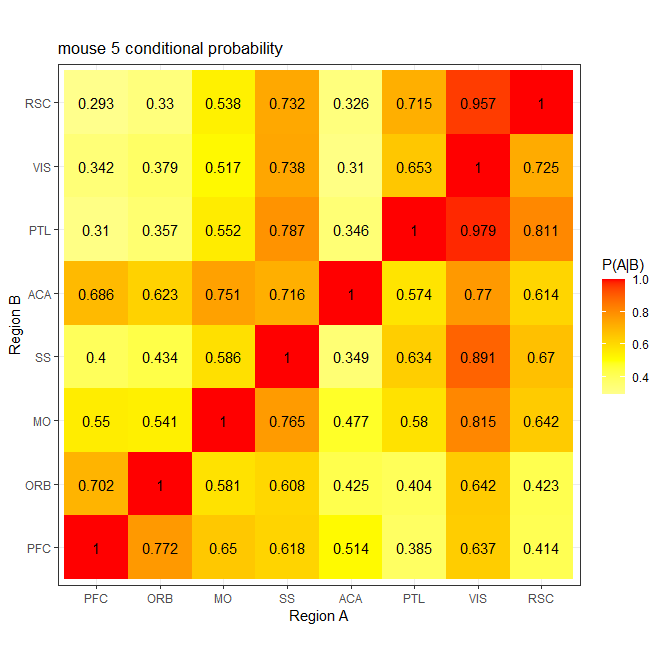 mouse 5 conditional probability
RSC 0.293 0.33 0.538 0.732 0.326 0.715 0.957 1
VIS 0.342 0.379 0.517 0.738 0.31 0.653 1 0.725
PTL 0.31 0.357 0.552 0.787 0.346 1 0.979 0.811
ACA 0.686 0.623 0.751 0.716 1 0.574 0.77 0.614
SS 0.4 0.434 0.586 1 0.349 0.634 0.891 0.67
MO 0.55 0.541 1 0.765 0.477 0.58 0.815 0.642
ORB 0.702 1 0.581 0.608 0.425 0.404 0.642 0.423
PFC 1 0.772 0.65 0.618 0.514 0.385 0.637 0.414
PFC ORB MO SS ACA PTL VIS RSC
Region A
Region B
P(A|B)
1.0
0.8
0.6
0.4